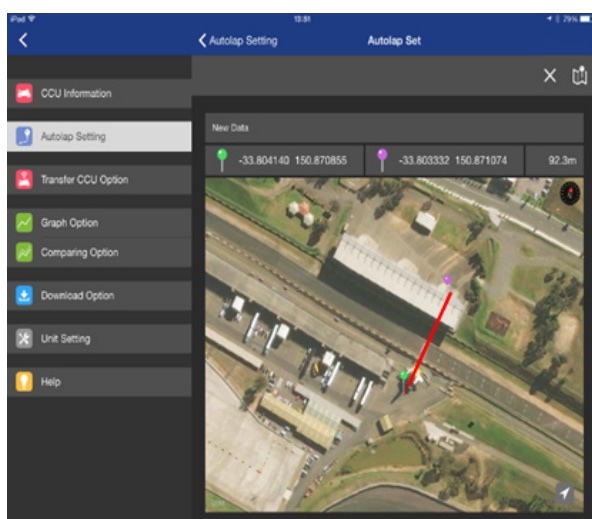 iPad 13:51 79%
Autolap Setting Autolap Set
CCU Information
Autolap Setting
Transfer CCU Option
Graph Option
Comparing Option
Download Option
Unit Setting
Help
New Data
-33.804140 150.870855 -33.803332 150.871074 92.3m